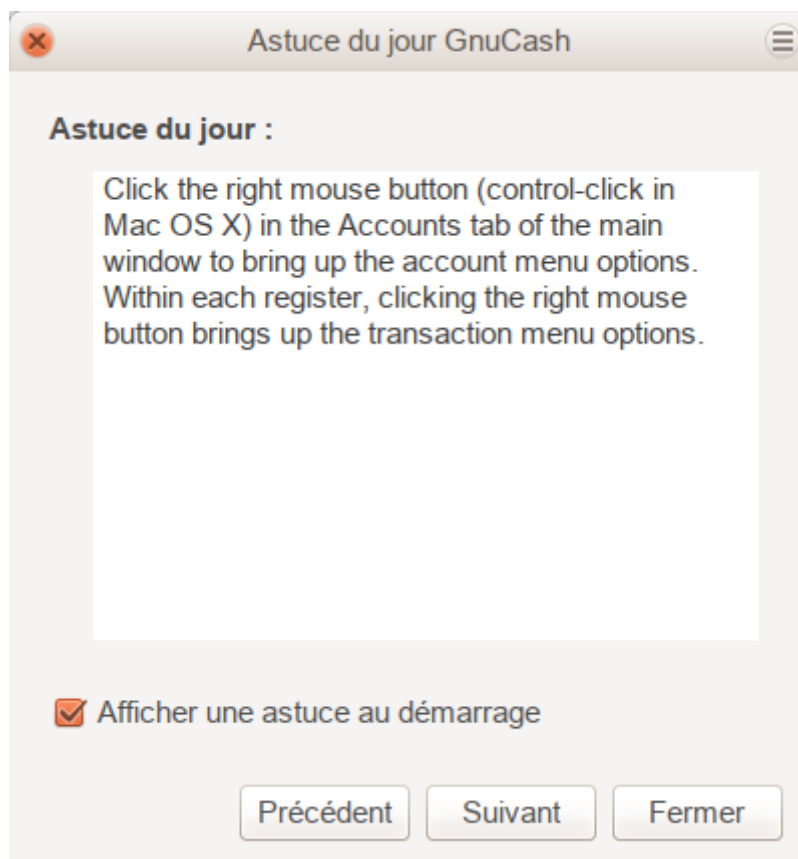 Astuce du jour GnuCash
Astuce du jour :
Click the right mouse button (control-click in
Mac OS X) in the Accounts tab of the main
window to bring up the account menu options.
Within each register, clicking the right mouse
button brings up the transaction menu options.
Afficher une astuce au démarrage
Précédent Suivant Fermer